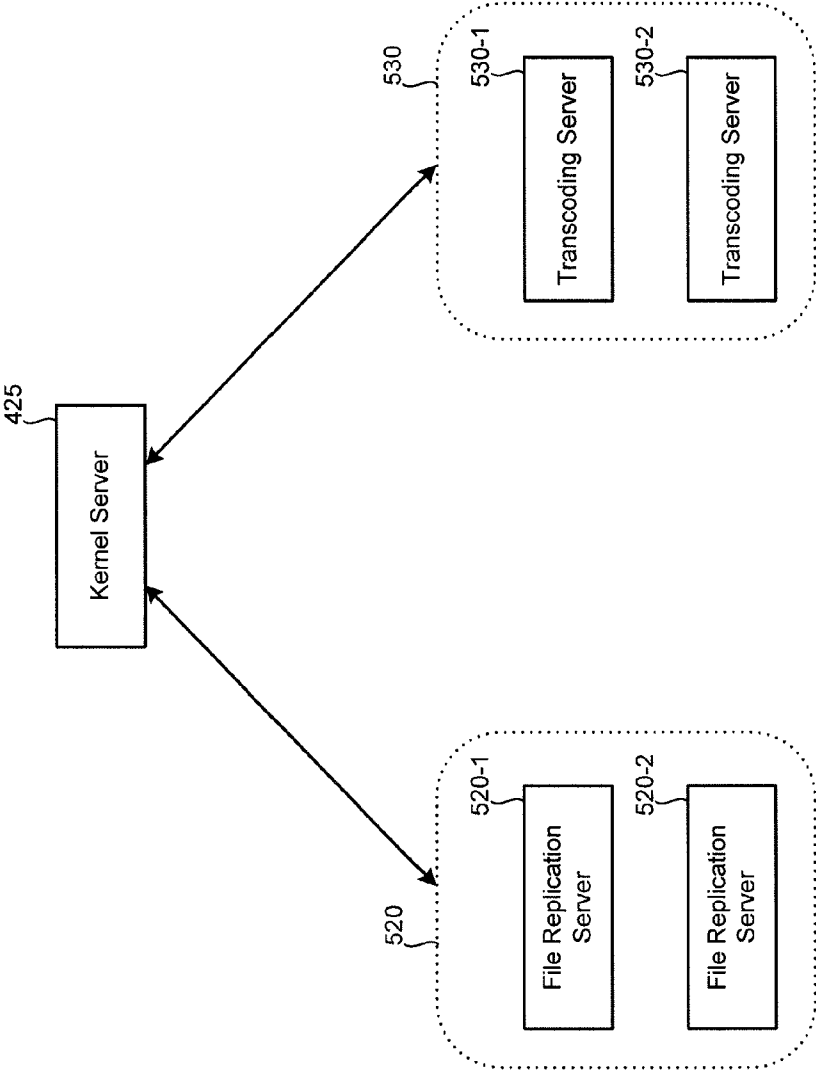 425
Kernel Server
520
520-1
File Replication
Server
520-2
File Replication
Server
530
530-1
Transcoding Server
530-2
Transcoding Server